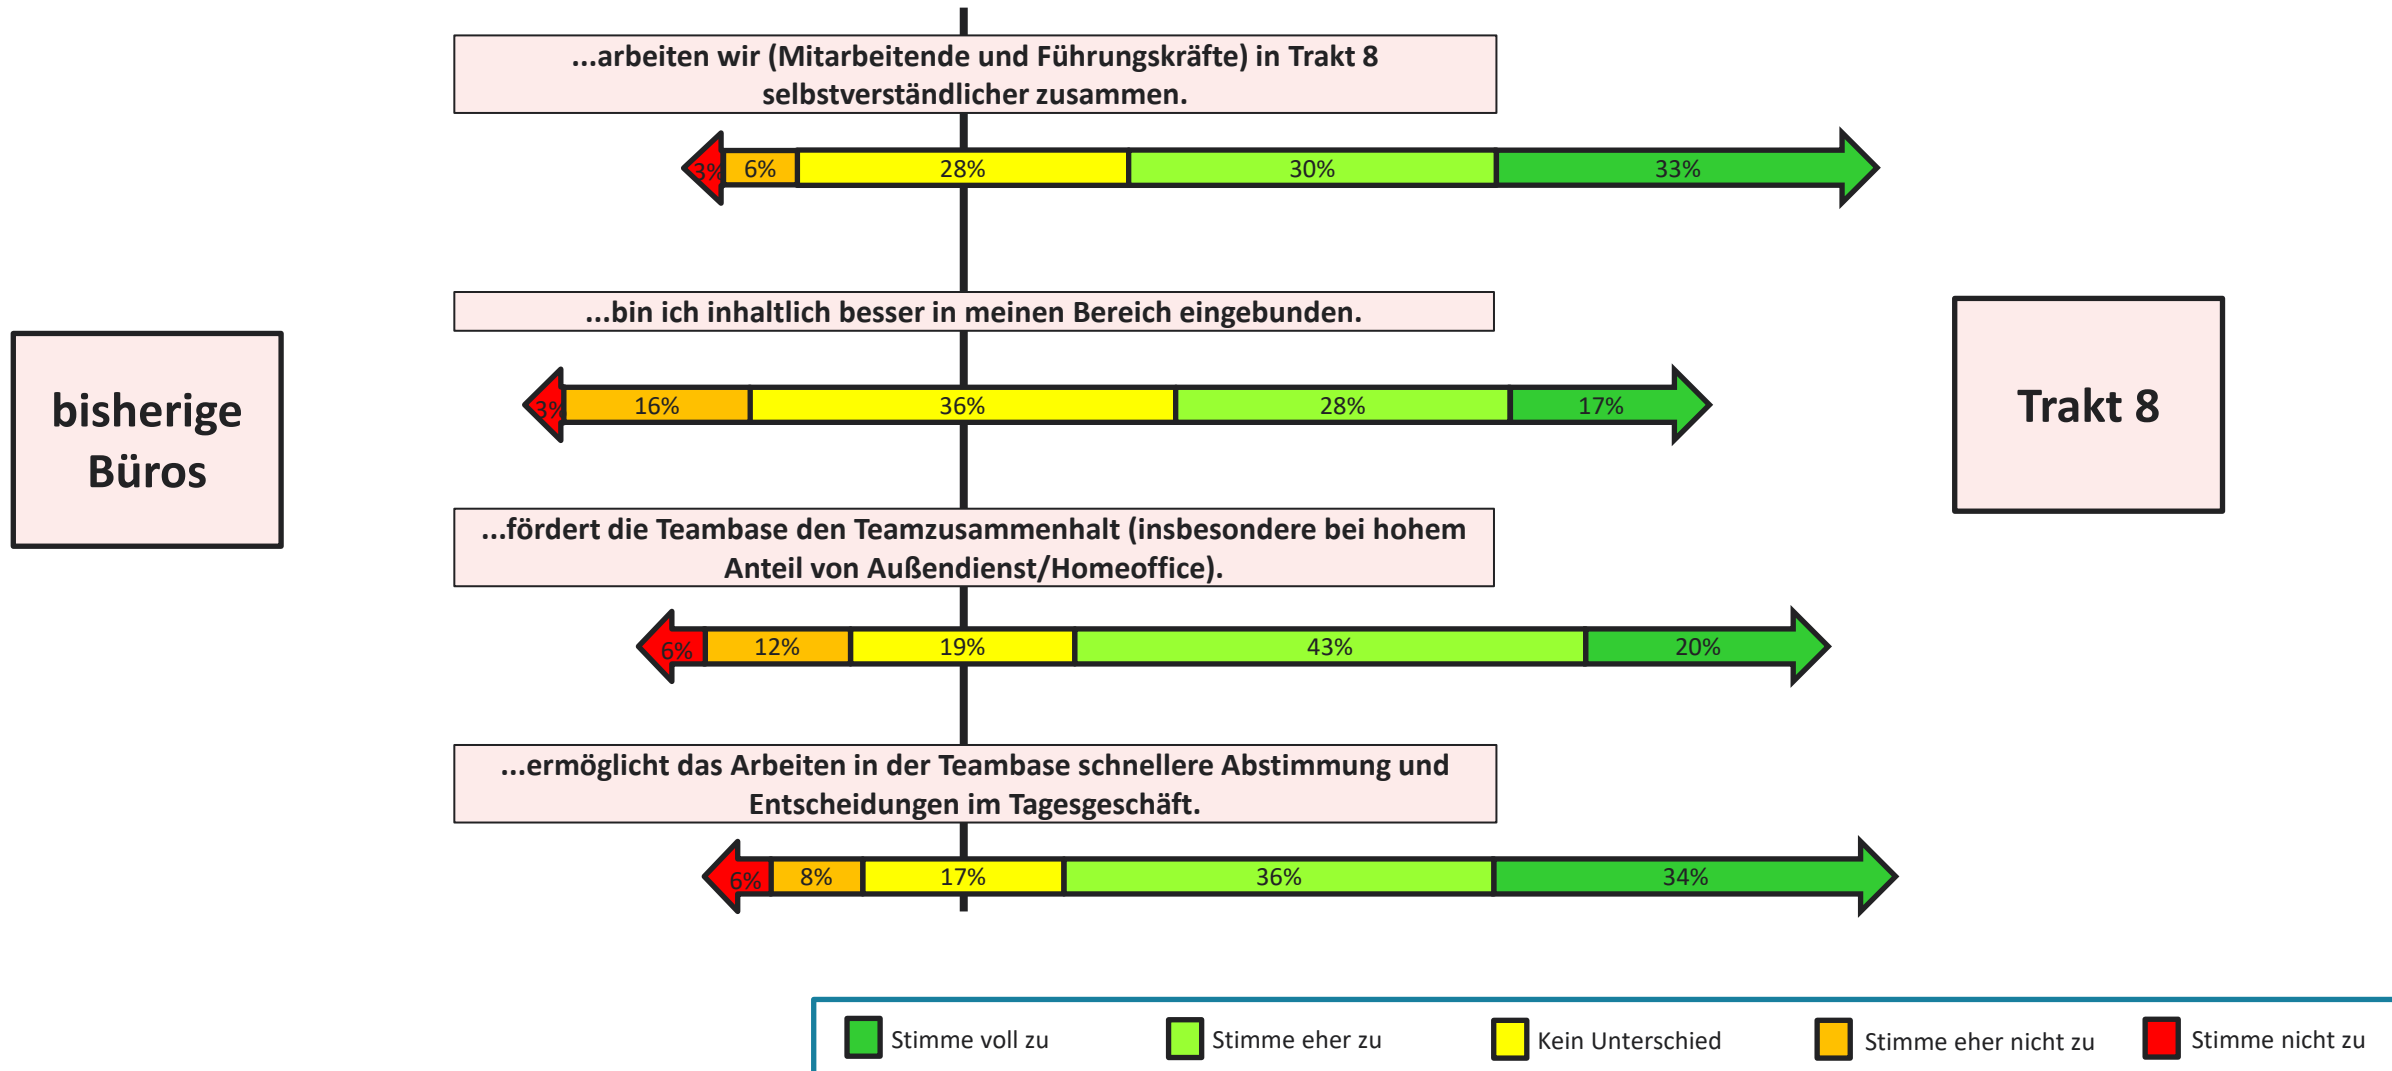 ...arbeiten wir (Mitarbeitende und Führungskräfte) in Trakt 8
selbstverständlicher zusammen.
3% 6% 28% 30% 33%
...bin ich inhaltlich besser in meinen Bereich eingebunden.
bisherige
Büros
Trakt 8
3% 16% 36% 28% 17%
...fördert die Teambase den Teamzusammenhalt (insbesondere bei hohem
Anteil von Außendienst/Homeoffice).
6% 12% 19% 43% 20%
...ermöglicht das Arbeiten in der Teambase schnellere Abstimmung und
Entscheidungen im Tagesgeschäft.
6% 8% 17% 36% 34%
Stimme voll zu Stimme eher zu Kein Unterschied Stimme eher nicht zu Stimme nicht zu